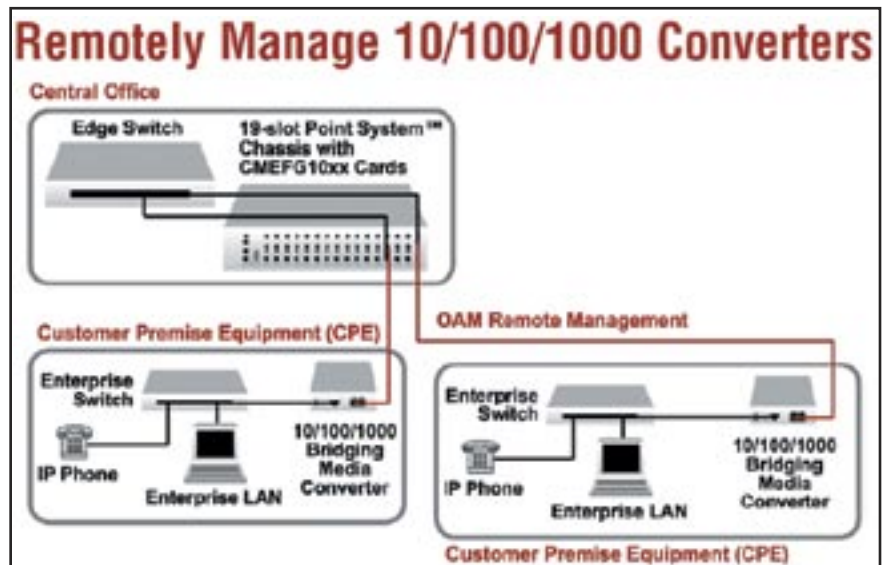 Remotely Manage 10/100/1000 Converters
Central Office
Edge Switch
19-slot Point System™
Chassis with
CMEFG10xx Cards
Customer Premise Equipment (CPE)
Enterprise
Switch
IP Phone
Enterprise LAN
10/100/1000
Bridging
Media
Converter
OAM Remote Management
Enterprise
Switch
IP Phone
Enterprise LAN
10/100/1000
Bridging
Media
Converter
Customer Premise Equipment (CPE)